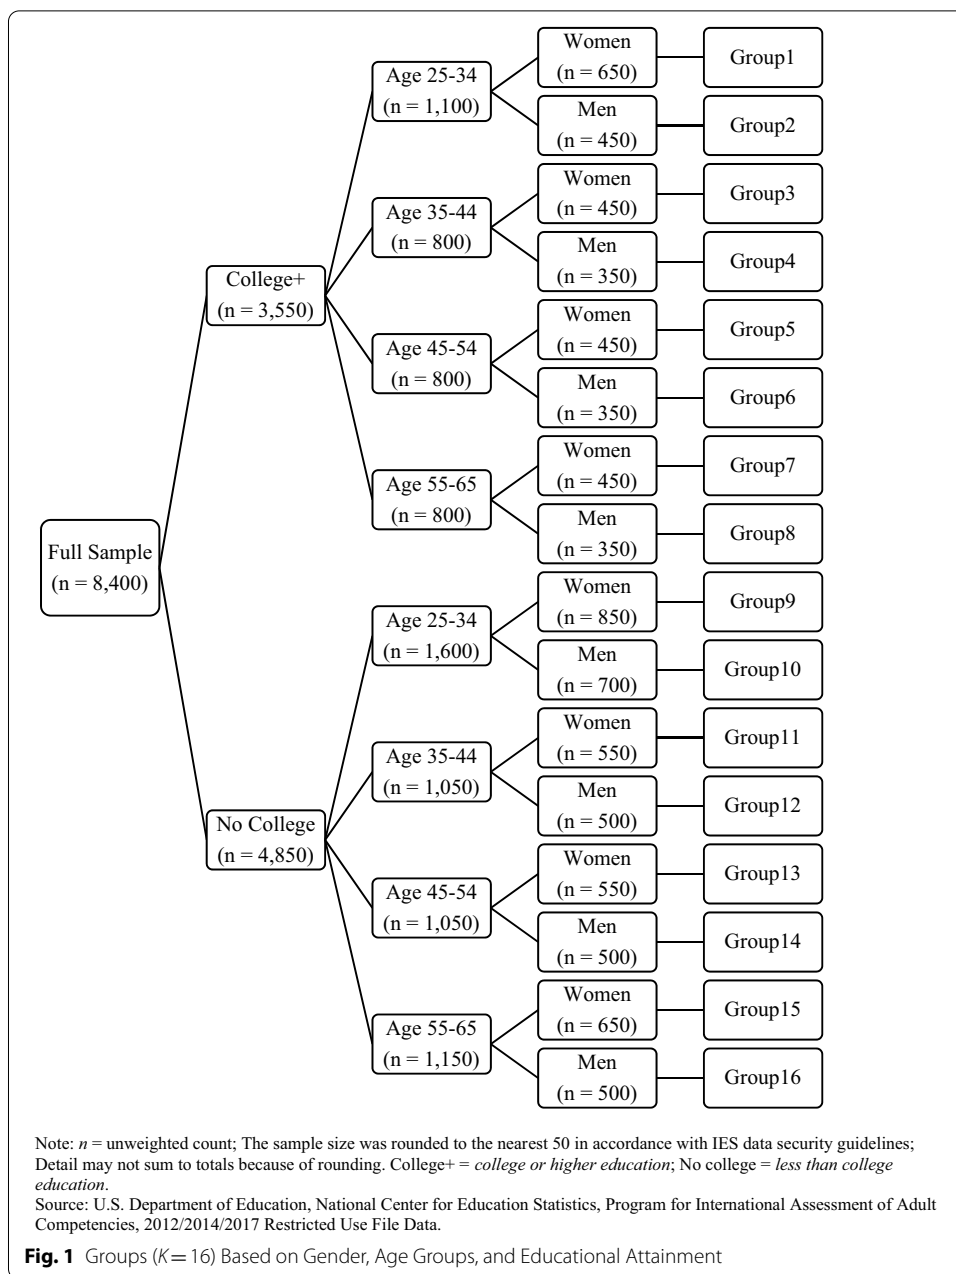 Full Sample
(n = 8,400)
College+
(n = 3,550)
Age 25-34
(n = 1,100)
Women
(n = 650)
Group1
Men
(n = 450)
Group2
Age 35-44
(n = 800)
Women
(n = 450)
Group3
Men
(n = 350)
Group4
Age 45-54
(n = 800)
Women
(n = 450)
Group5
Men
(n = 350)
Group6
Age 55-65
(n = 800)
Women
(n = 450)
Group7
Men
(n = 350)
Group8
No College
(n = 4,850)
Age 25-34
(n = 1,600)
Women
(n = 850)
Group9
Men
(n = 700)
Group10
Age 35-44
(n = 1,050)
Women
(n = 550)
Group11
Men
(n = 500)
Group12
Age 45-54
(n = 1,050)
Women
(n = 550)
Group13
Men
(n = 500)
Group14
Age 55-65
(n = 1,150)
Women
(n = 650)
Group15
Men
(n = 500)
Group16
Note: n = unweighted count; The sample size was rounded to the nearest 50 in accordance with IES data security guidelines;
Detail may not sum to totals because of rounding. College+ = college or higher education; No college = less than college
education.
Source: U.S. Department of Education, National Center for Education Statistics, Program for International Assessment of Adult
Competencies, 2012/2014/2017 Restricted Use File Data.
Fig. 1 Groups (K = 16) Based on Gender, Age Groups, and Educational Attainment